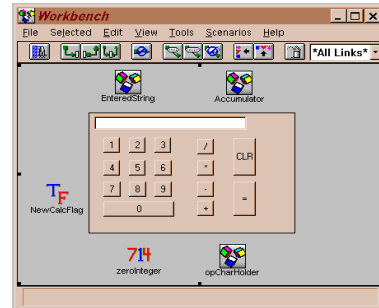 Workbench
File Selected Edit View Tools Scenarios Help
*All Links*
EnteredString Accumulator
1 2 3 /
CLR
4 5 6 *
7 8 9 -
=
0 +
TF
NewCalcFlag
714
zeroInteger opCharHolder